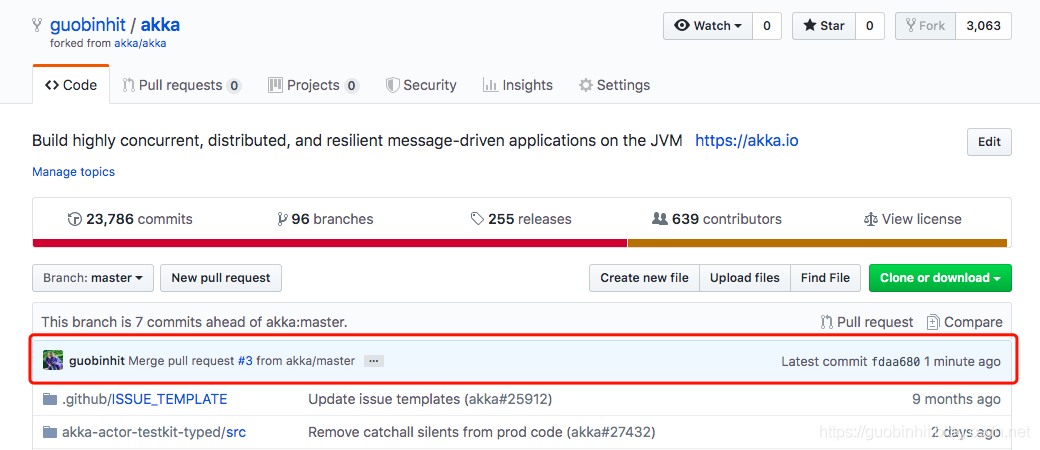 guobinhit / akka
forked from akka/akka
Watch 0 Star 0 Fork 3,063
Code Pull requests 0 Projects 0 Security Insights Settings
Build highly concurrent, distributed, and resilient message-driven applications on the JVM https://akka.io
Edit
Manage topics
23,786 commits 96 branches 255 releases 639 contributors View license
Branch: master New pull request Create new file Upload files Find File Clone or download
This branch is 7 commits ahead of akka:master. Pull request Compare
guobinhit Merge pull request #3 from akka/master ... Latest commit fdaa680 1 minute ago
.github/ISSUE_TEMPLATE Update issue templates (akka#25912) 9 months ago
akka-actor-testkit-typed/src Remove catchall silents from prod code (akka#27432) 2 days ago